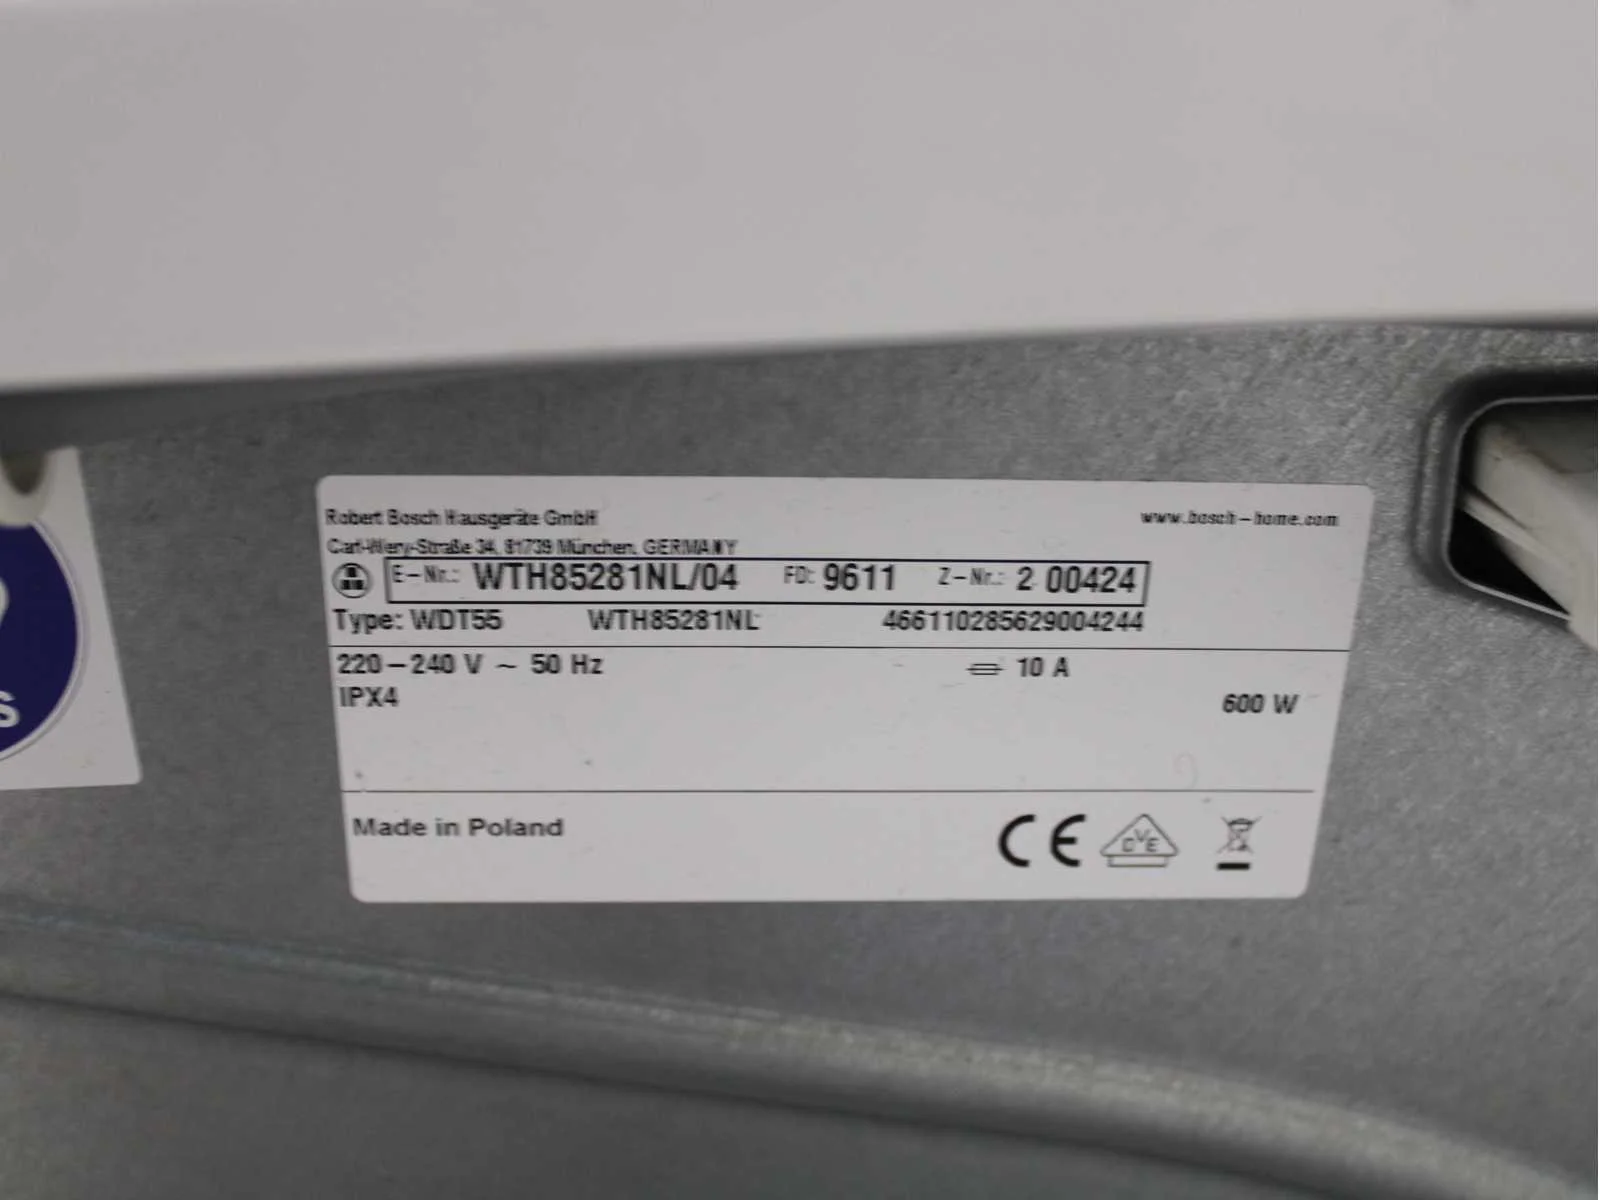 Robert Bosch Hausgeräte GmbH www.bosch-home.com
Carl-Wery-Straße 34, 81739 München, GERMANY
E-Nr.: WTH85281NL/04 FD: 9611 Z-Nr.: 2 00424
Type: WDT55 WTH85281NL 466110285629004244
220-240 V ~ 50 Hz 10 A
IPX4 600 W
Made in Poland CE DVE
S